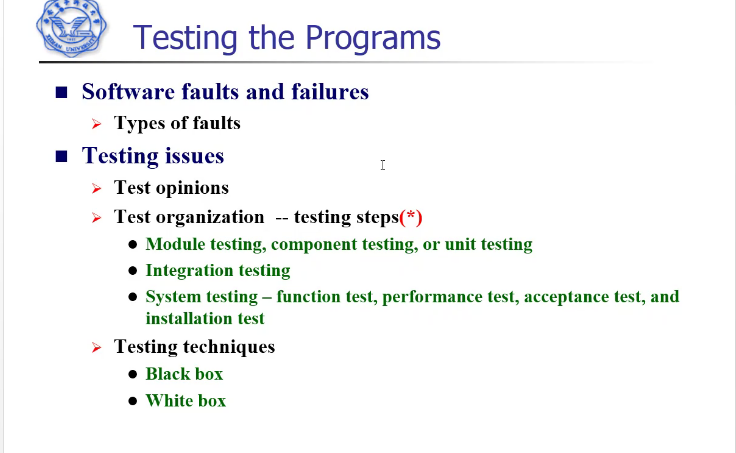 Testing the Programs
Software faults and failures
Types of faults
Testing issues
Test opinions
Test organization -- testing steps(*)
Module testing, component testing, or unit testing
Integration testing
System testing – function test, performance test, acceptance test, and
installation test
Testing techniques
Black box
White box